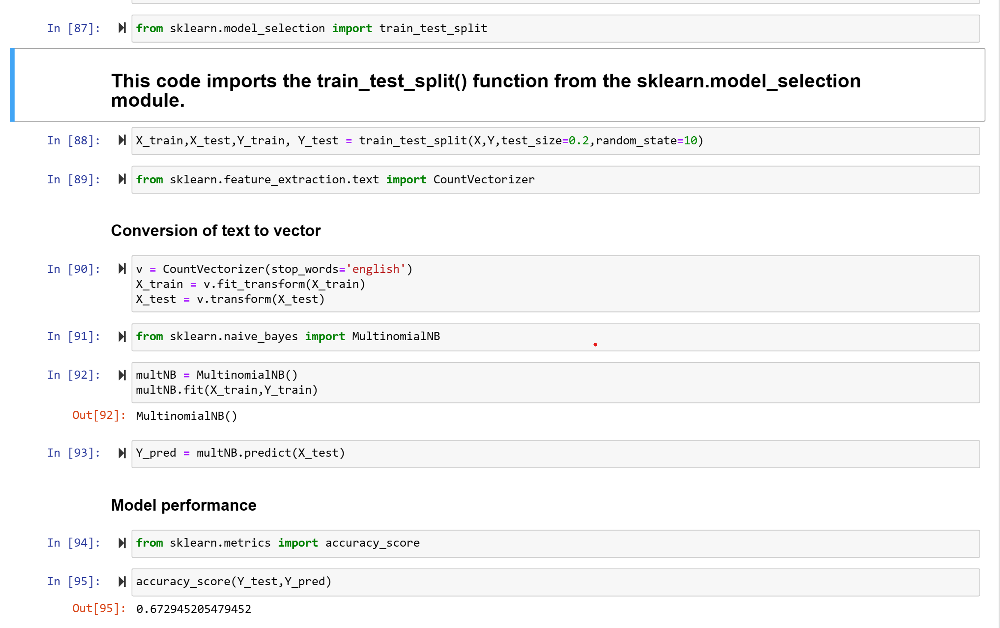 In [87]: from sklearn.model_selection import train_test_split
This code imports the train_test_split() function from the sklearn.model_selection
module.
In [88]: X_train,X_test,Y_train, Y_test = train_test_split(X,Y,test_size=0.2,random_state=10)
In [89]: from sklearn.feature_extraction.text import CountVectorizer
Conversion of text to vector
In [90]: v = CountVectorizer(stop_words='english')
X_train = v.fit_transform(X_train)
X_test = v.transform(X_test)
In [91]: from sklearn.naive_bayes import MultinomialNB
In [92]: multNB = MultinomialNB()
multNB.fit(X_train,Y_train)
Out[92]: MultinomialNB()
In [93]: Y_pred = multNB.predict(X_test)
Model performance
In [94]: from sklearn.metrics import accuracy_score
In [95]: accuracy_score(Y_test,Y_pred)
Out[95]: 0.672945205479452